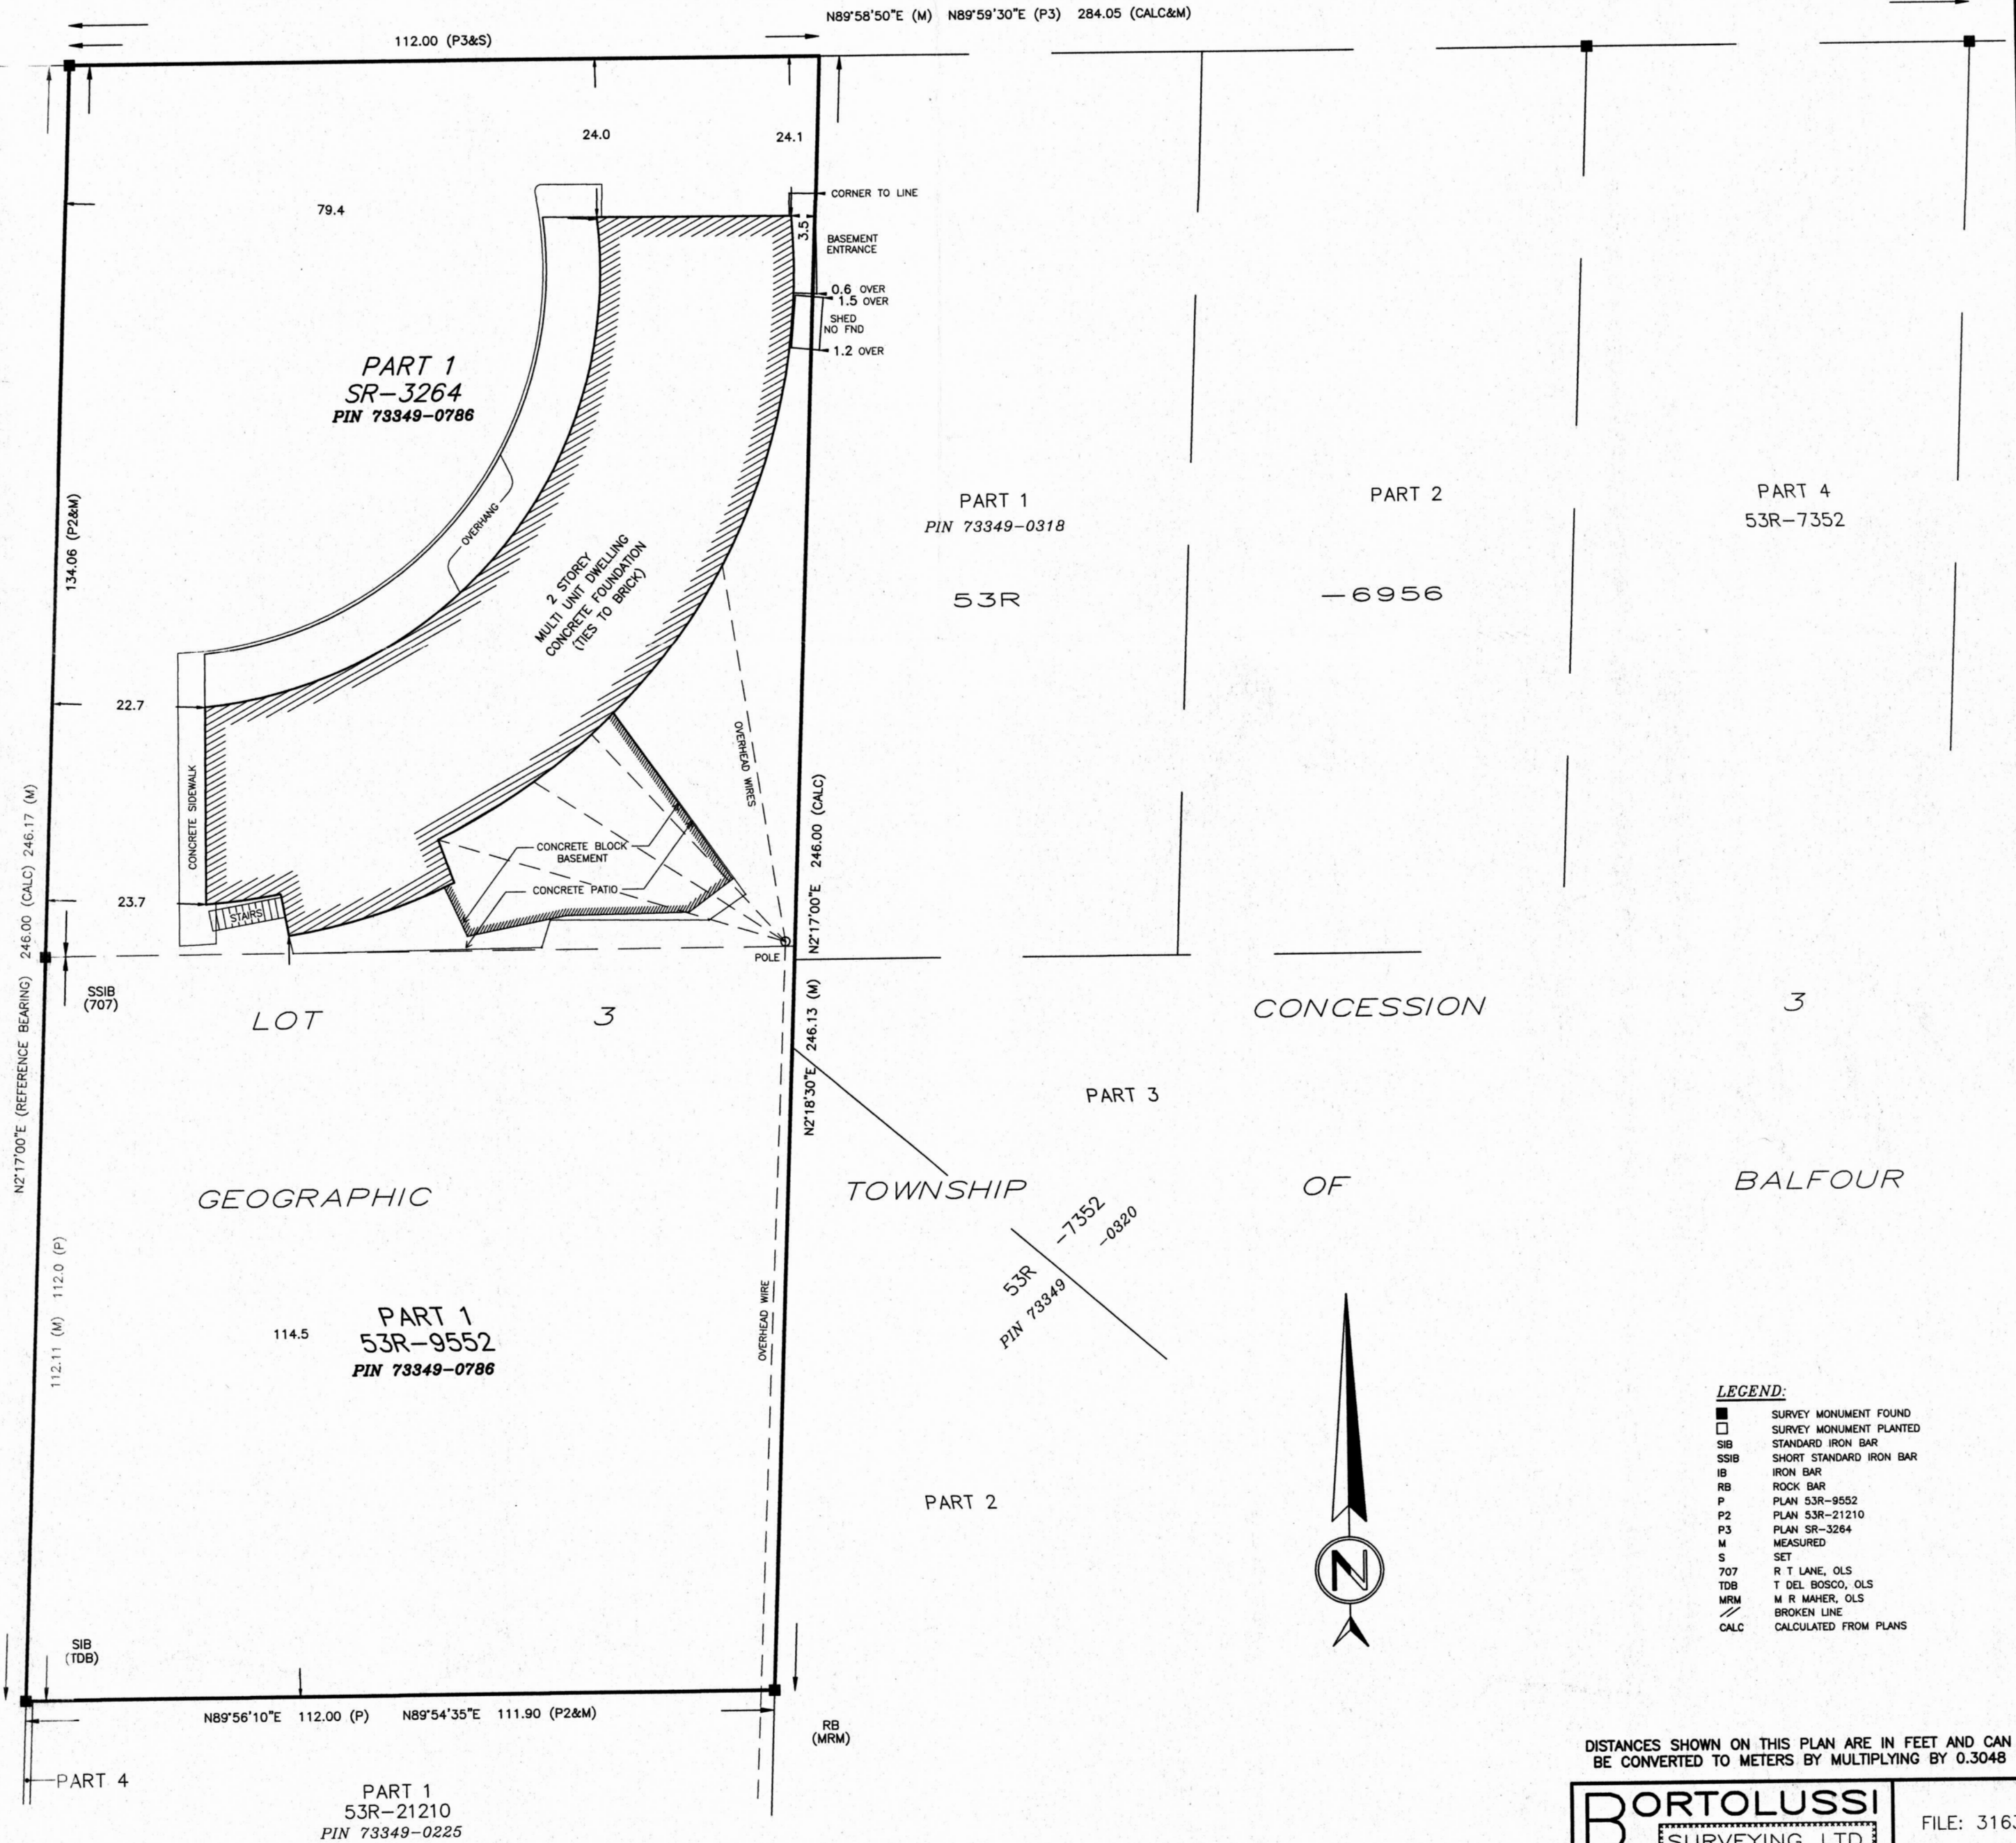 N89°58'50"E (M) N89°59'30"E (P3) 284.05 (CALC&M)
112.00 (P3&S)
24.0
24.1
79.4
CORNER TO LINE
3.5
BASEMENT
ENTRANCE
0.6 OVER
1.5 OVER
SHED
NO FND
1.2 OVER
PART 1
SR-3264
PIN 73349-0786
134.06 (P2&M)
OVERHANG
2 STOREY
MULTI UNIT DWELLING
CONCRETE FOUNDATION
(TIES TO BRICK)
PART 1
PIN 73349-0318
53R
PART 2
-6956
PART 4
53R-7352
22.7
CONCRETE SIDEWALK
OVERHEAD WIRES
N2°17'00"E 246.00 (CALC)
CONCRETE BLOCK
BASEMENT
CONCRETE PATIO
23.7
STAIRS
POLE
N2°17'00"E (REFERENCE BEARING) 246.00 (CALC) 246.17 (M)
SSIB
(707)
N2°18'30"E 246.13 (M)
LOT 3 CONCESSION 3
PART 3
GEOGRAPHIC TOWNSHIP OF BALFOUR
53R -7352
PIN 73349 -0320
112.11 (M) 112.0 (P)
114.5
PART 1
53R-9552
PIN 73349-0786
OVERHEAD WIRE
PART 2
N
LEGEND:
SURVEY MONUMENT FOUND
SURVEY MONUMENT PLANTED
SIB STANDARD IRON BAR
SSIB SHORT STANDARD IRON BAR
IB IRON BAR
RB ROCK BAR
P PLAN 53R-9552
P2 PLAN 53R-21210
P3 PLAN SR-3264
M MEASURED
S SET
707 R T LANE, OLS
TDB T DEL BOSCO, OLS
MRM M R MAHER, OLS
// BROKEN LINE
CALC CALCULATED FROM PLANS
SIB
(TDB)
N89°56'10"E 112.00 (P) N89°54'35"E 111.90 (P2&M)
RB
(MRM)
PART 4
PART 1
53R-21210
PIN 73349-0225
DISTANCES SHOWN ON THIS PLAN ARE IN FEET AND CAN
BE CONVERTED TO METERS BY MULTIPLYING BY 0.3048
BORTOLUSSI
SURVEYING LTD
FILE: 3163